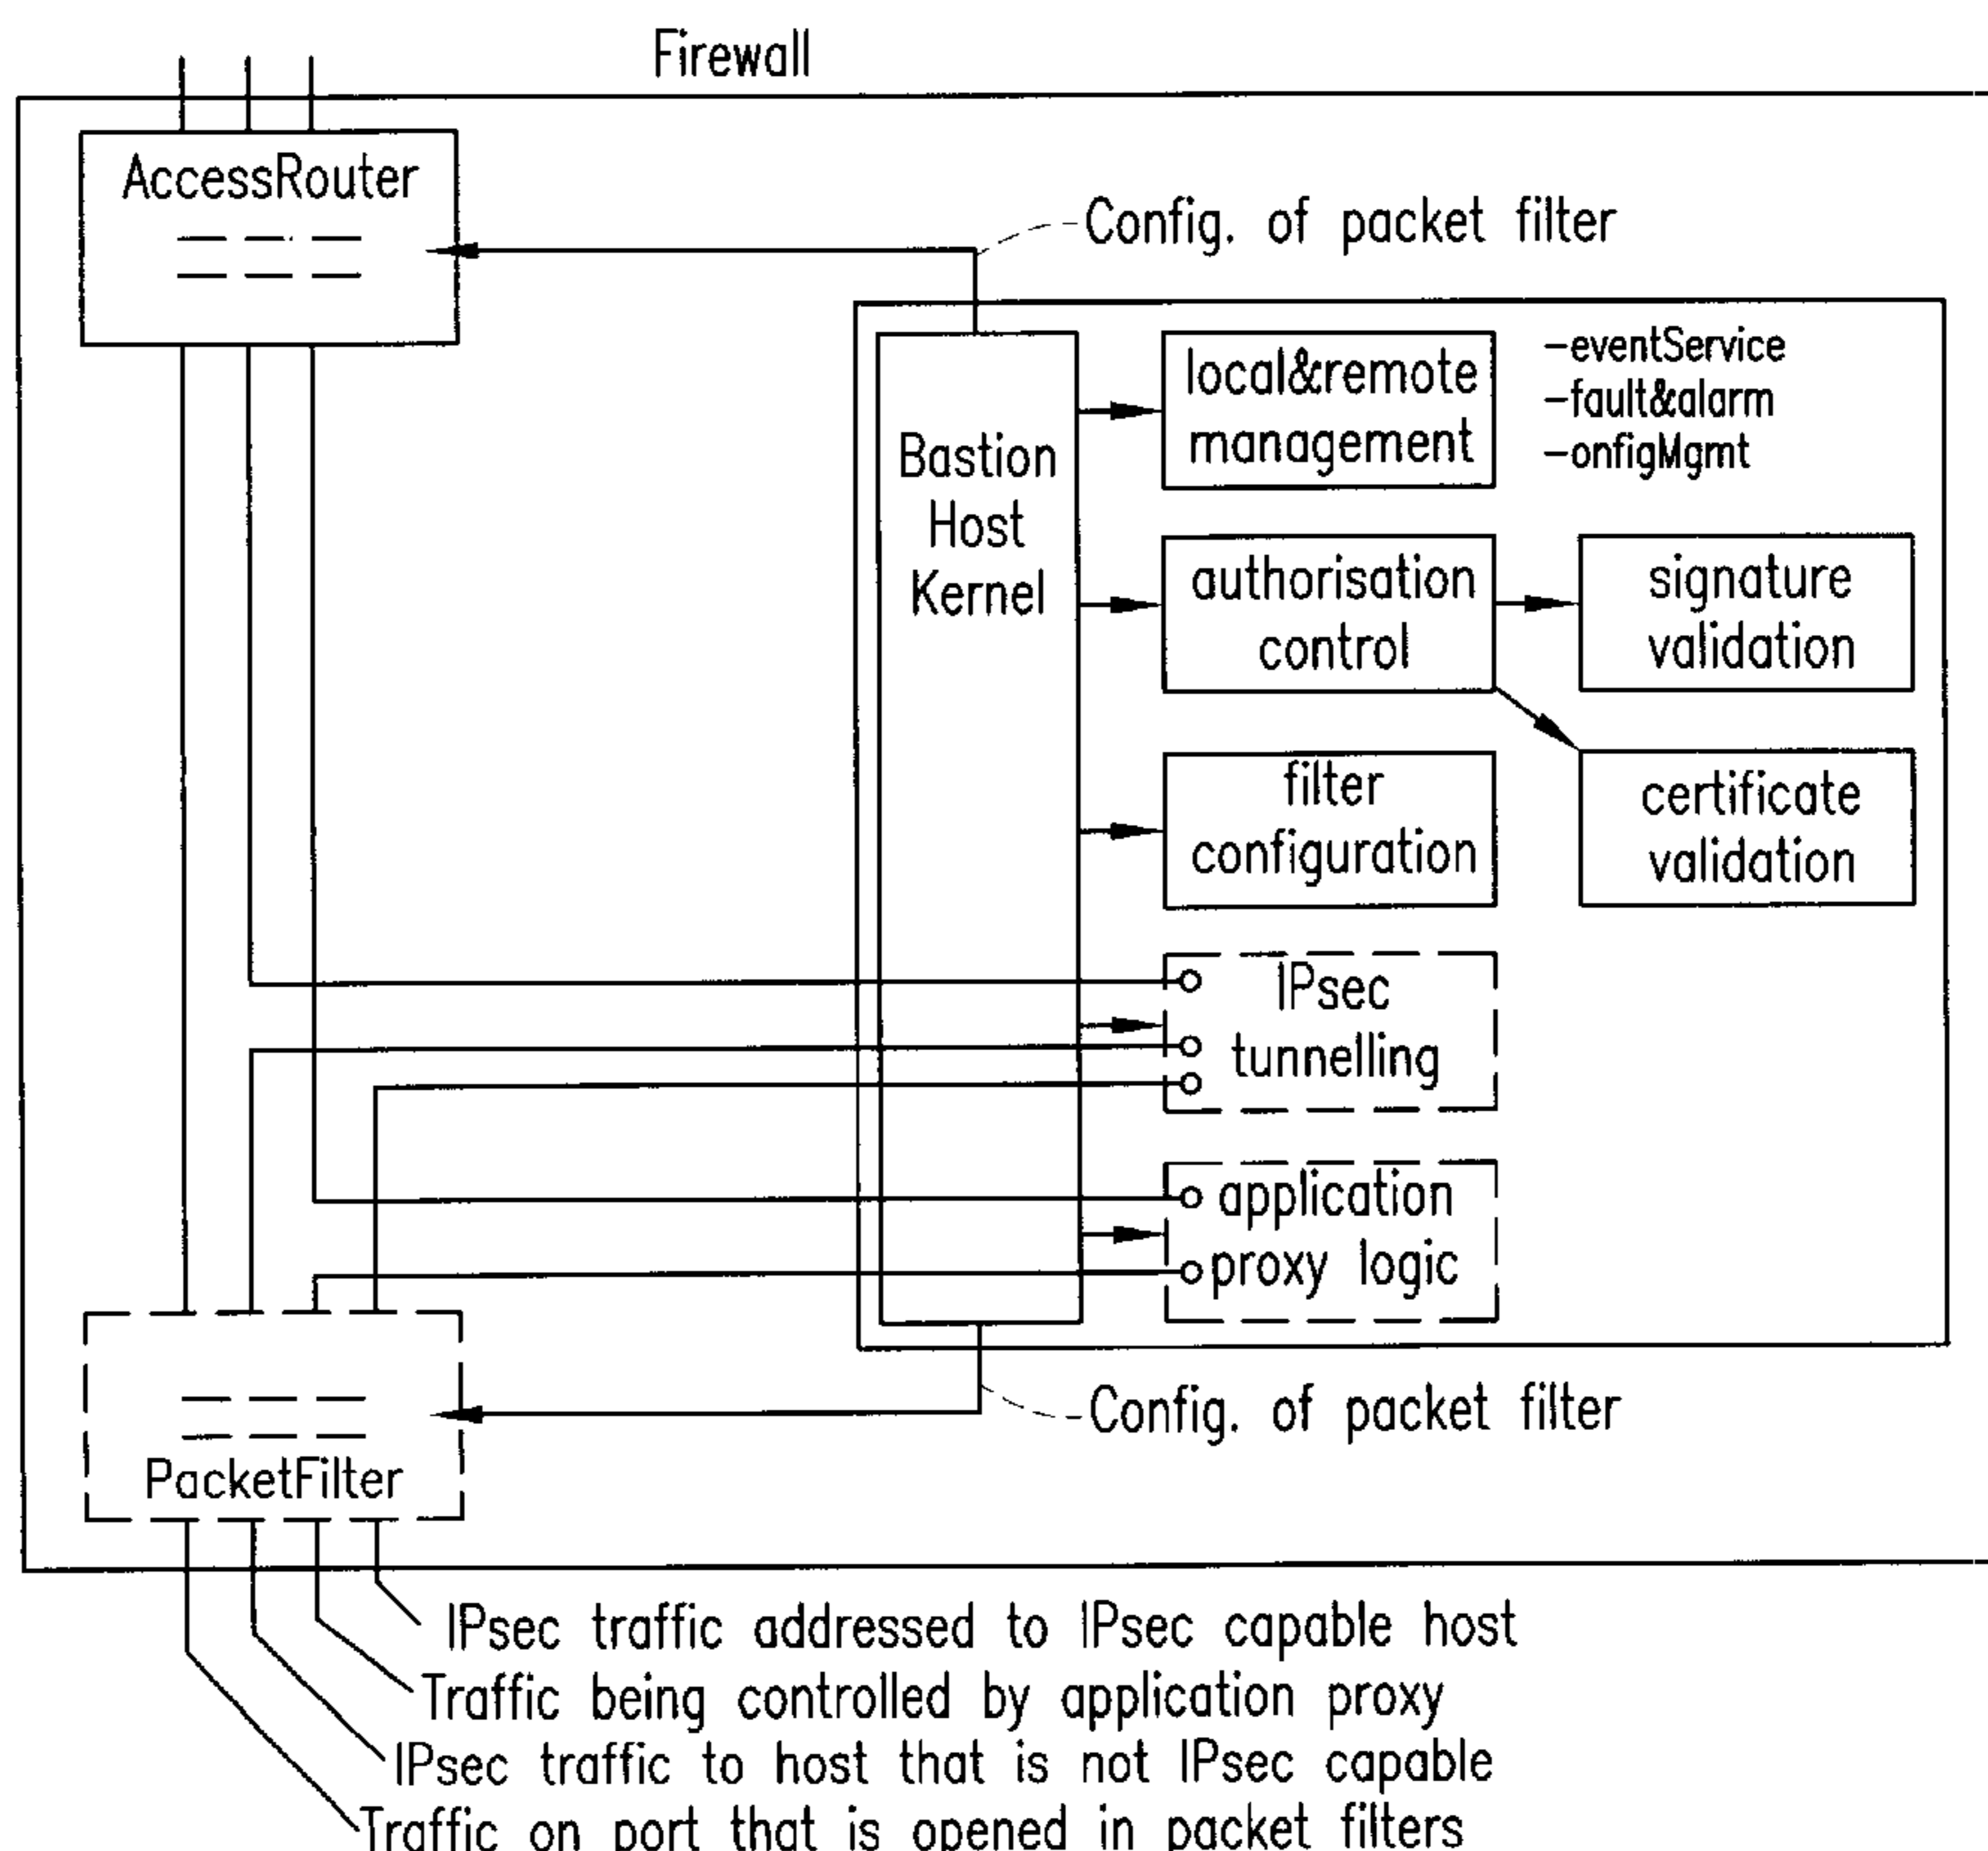 Firewall
AccessRouter
Config. of packet filter
Bastion
Host
Kernel
local&remote
management
-eventService
-fault&alarm
-onfigMgmt
authorisation
control
signature
validation
filter
configuration
certificate
validation
IPsec
tunnelling
application
proxy logic
Config. of packet filter
PacketFilter
IPsec traffic addressed to IPsec capable host
Traffic being controlled by application proxy
IPsec traffic to host that is not IPsec capable
Traffic on port that is opened in packet filters